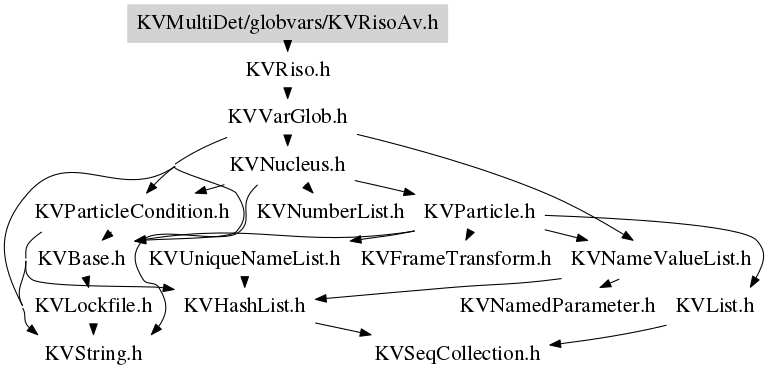 KVMultiDet/globvars/KVRisoAv.h
KVRiso.h
KVVarGlob.h
KVNucleus.h
KVParticleCondition.h
KVNumberList.h
KVParticle.h
KVBase.h
KVUniqueNameList.h
KVFrameTransform.h
KVNameValueList.h
KVLockfile.h
KVHashList.h
KVNamedParameter.h
KVList.h
KVString.h
KVSeqCollection.h